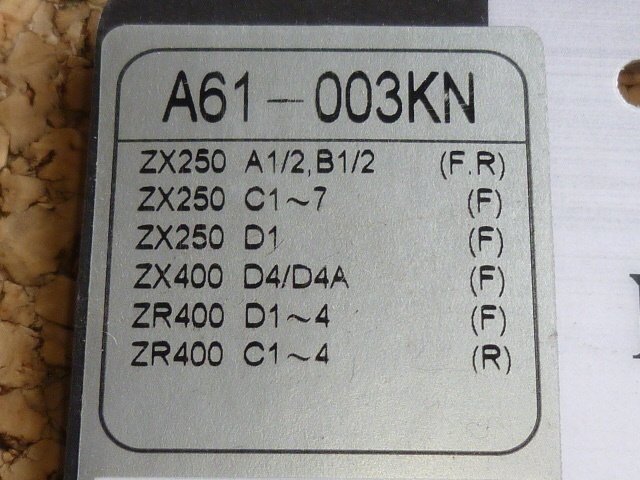 A61-003KN
ZX250 A1/2,B1/2 (F.R)
ZX250 C1~7 (F)
ZX250 D1 (F)
ZX400 D4/D4A (F)
ZR400 D1~4 (F)
ZR400 C1~4 (R)